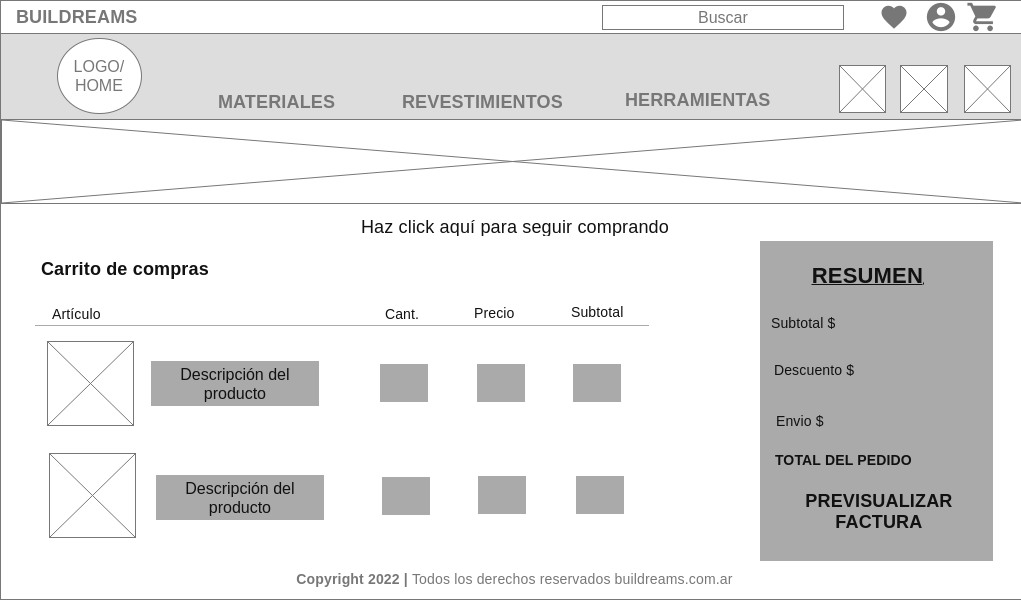 BUILDREAMS
Buscar
LOGO/
HOME
MATERIALES
REVESTIMIENTOS
HERRAMIENTAS
Haz click aquí para seguir comprando
Carrito de compras
Artículo
Cant.
Precio
Subtotal
Descripción del
producto
Descripción del
producto
RESUMEN
Subtotal $
Descuento $
Envio $
TOTAL DEL PEDIDO
PREVISUALIZAR
FACTURA
Copyright 2022 | Todos los derechos reservados buildreams.com.ar